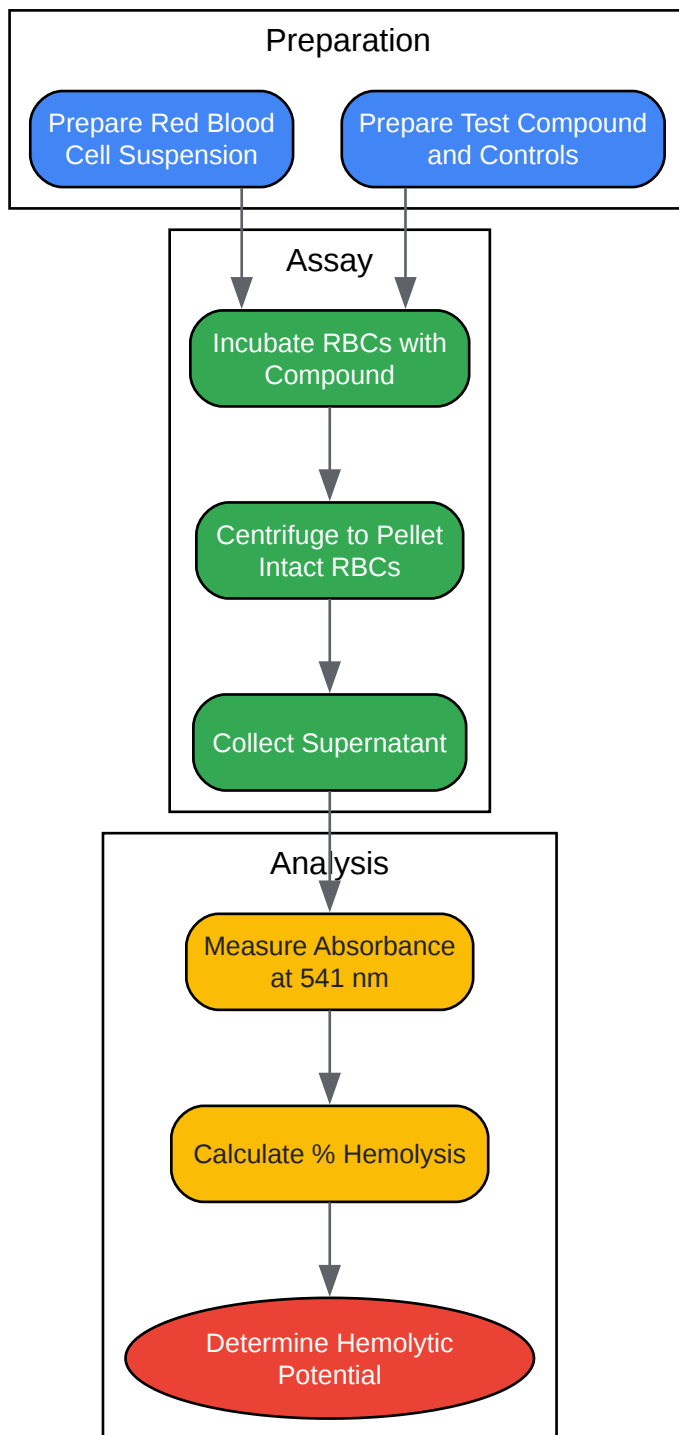 Preparation
Prepare Red Blood
Cell Suspension
Prepare Test Compound
and Controls
Assay
Incubate RBCs with
Compound
Centrifuge to Pellet
Intact RBCs
Collect Supernatant
Analysis
Measure Absorbance
at 541 nm
Calculate % Hemolysis
Determine Hemolytic
Potential